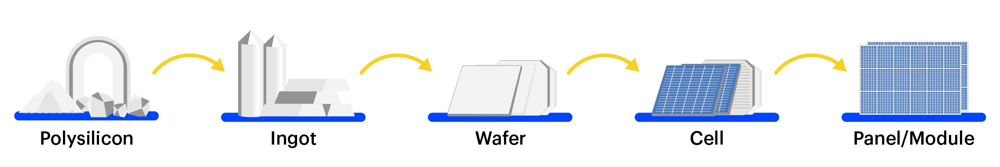 Polysilicon
Ingot
Wafer
Cell
Panel/Module